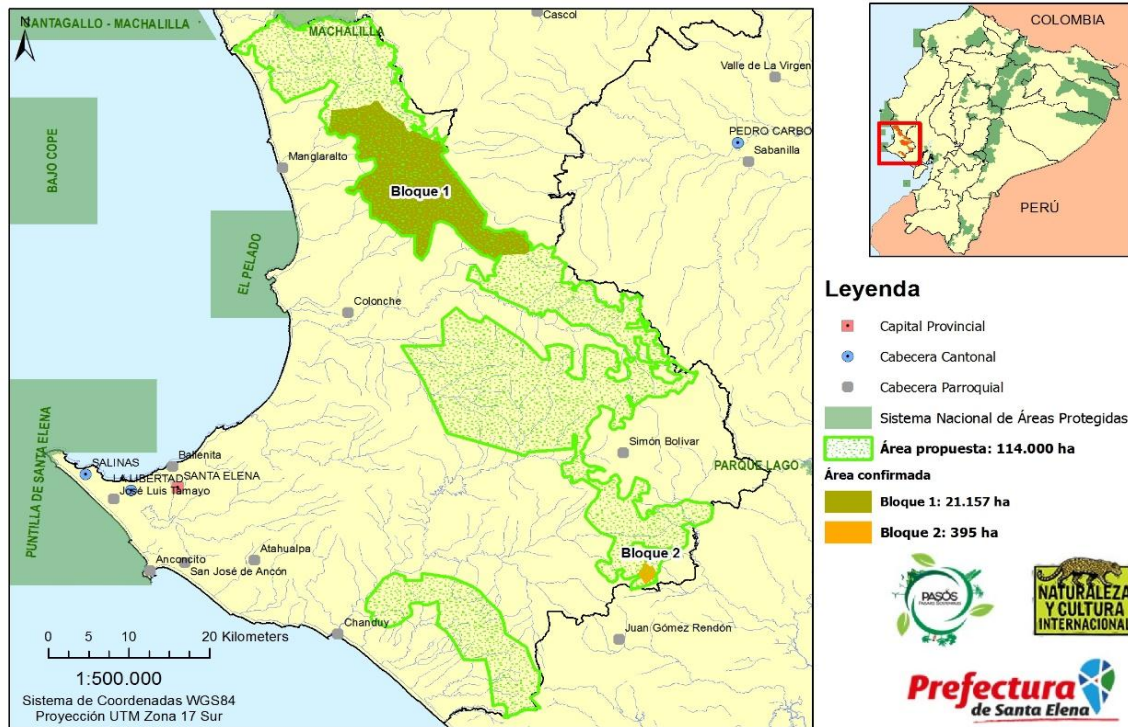 SANTAGALLO - MACHALILLA
N
MACHALILLA
Cascol
Valle de La Virgen
PEDRO CARBO
Sabanilla
BAJO COPE
Manglaralto
Bloque 1
EL PELADO
Colonche
Simón Bolívar
PARQUE LAGO
PUNTILLA DE SANTA ELENA
Ballenita
SALINAS
LA LIBERTAD
SANTA ELENA
José Luis Tamayo
Bloque 2
Anconcito
Atahualpa
San José de Ancón
Chanduy
Juan Gómez Rendón
0 5 10 20 Kilometers
1:500.000
Sistema de Coordenadas WGS84
Proyección UTM Zona 17 Sur
COLOMBIA
PERÚ
Leyenda
Capital Provincial
Cabecera Cantonal
Cabecera Parroquial
Sistema Nacional de Áreas Protegidas
Área propuesta: 114.000 ha
Área confirmada
Bloque 1: 21.157 ha
Bloque 2: 395 ha
PASÓS
NATURALEZA
Y CULTURA
INTERNACIONAL
Prefectura
de Santa Elena